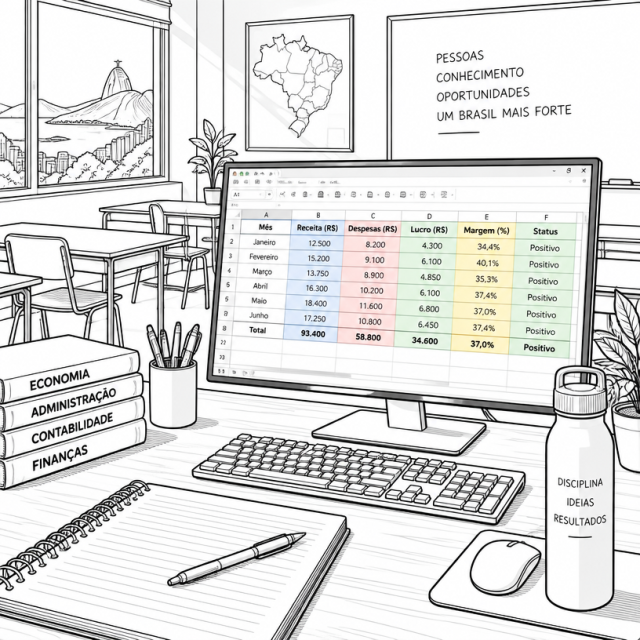 PESSOAS
CONHECIMENTO
OPORTUNIDADES
UM BRASIL MAIS FORTE
A1
A B C D E F
1 Mês Receita (R$) Despesas (R$) Lucro (R$) Margem (%) Status
2 Janeiro 12.500 8.200 4,300 34,4% Positivo
3 Fevereiro 15.200 9.100 6.100 40,1% Positivo
4 Março 13.750 8.900 4.850 35,3% Positivo
Abril 16.300 10.200 6,100 37,4% Positivo
Maio 18.400 11.600 6.800 37,0% Positivo
Junho 17.250 10.800 6.450 37,4% Positivo
Total 93.400 58.800 34.600 37,0% Positivo
ECONOMIA
ADMINISTRAÇÃO
CONTABILIDADE
FINANÇAS
DISCIPLINA
IDEIAS
RESULTADOS